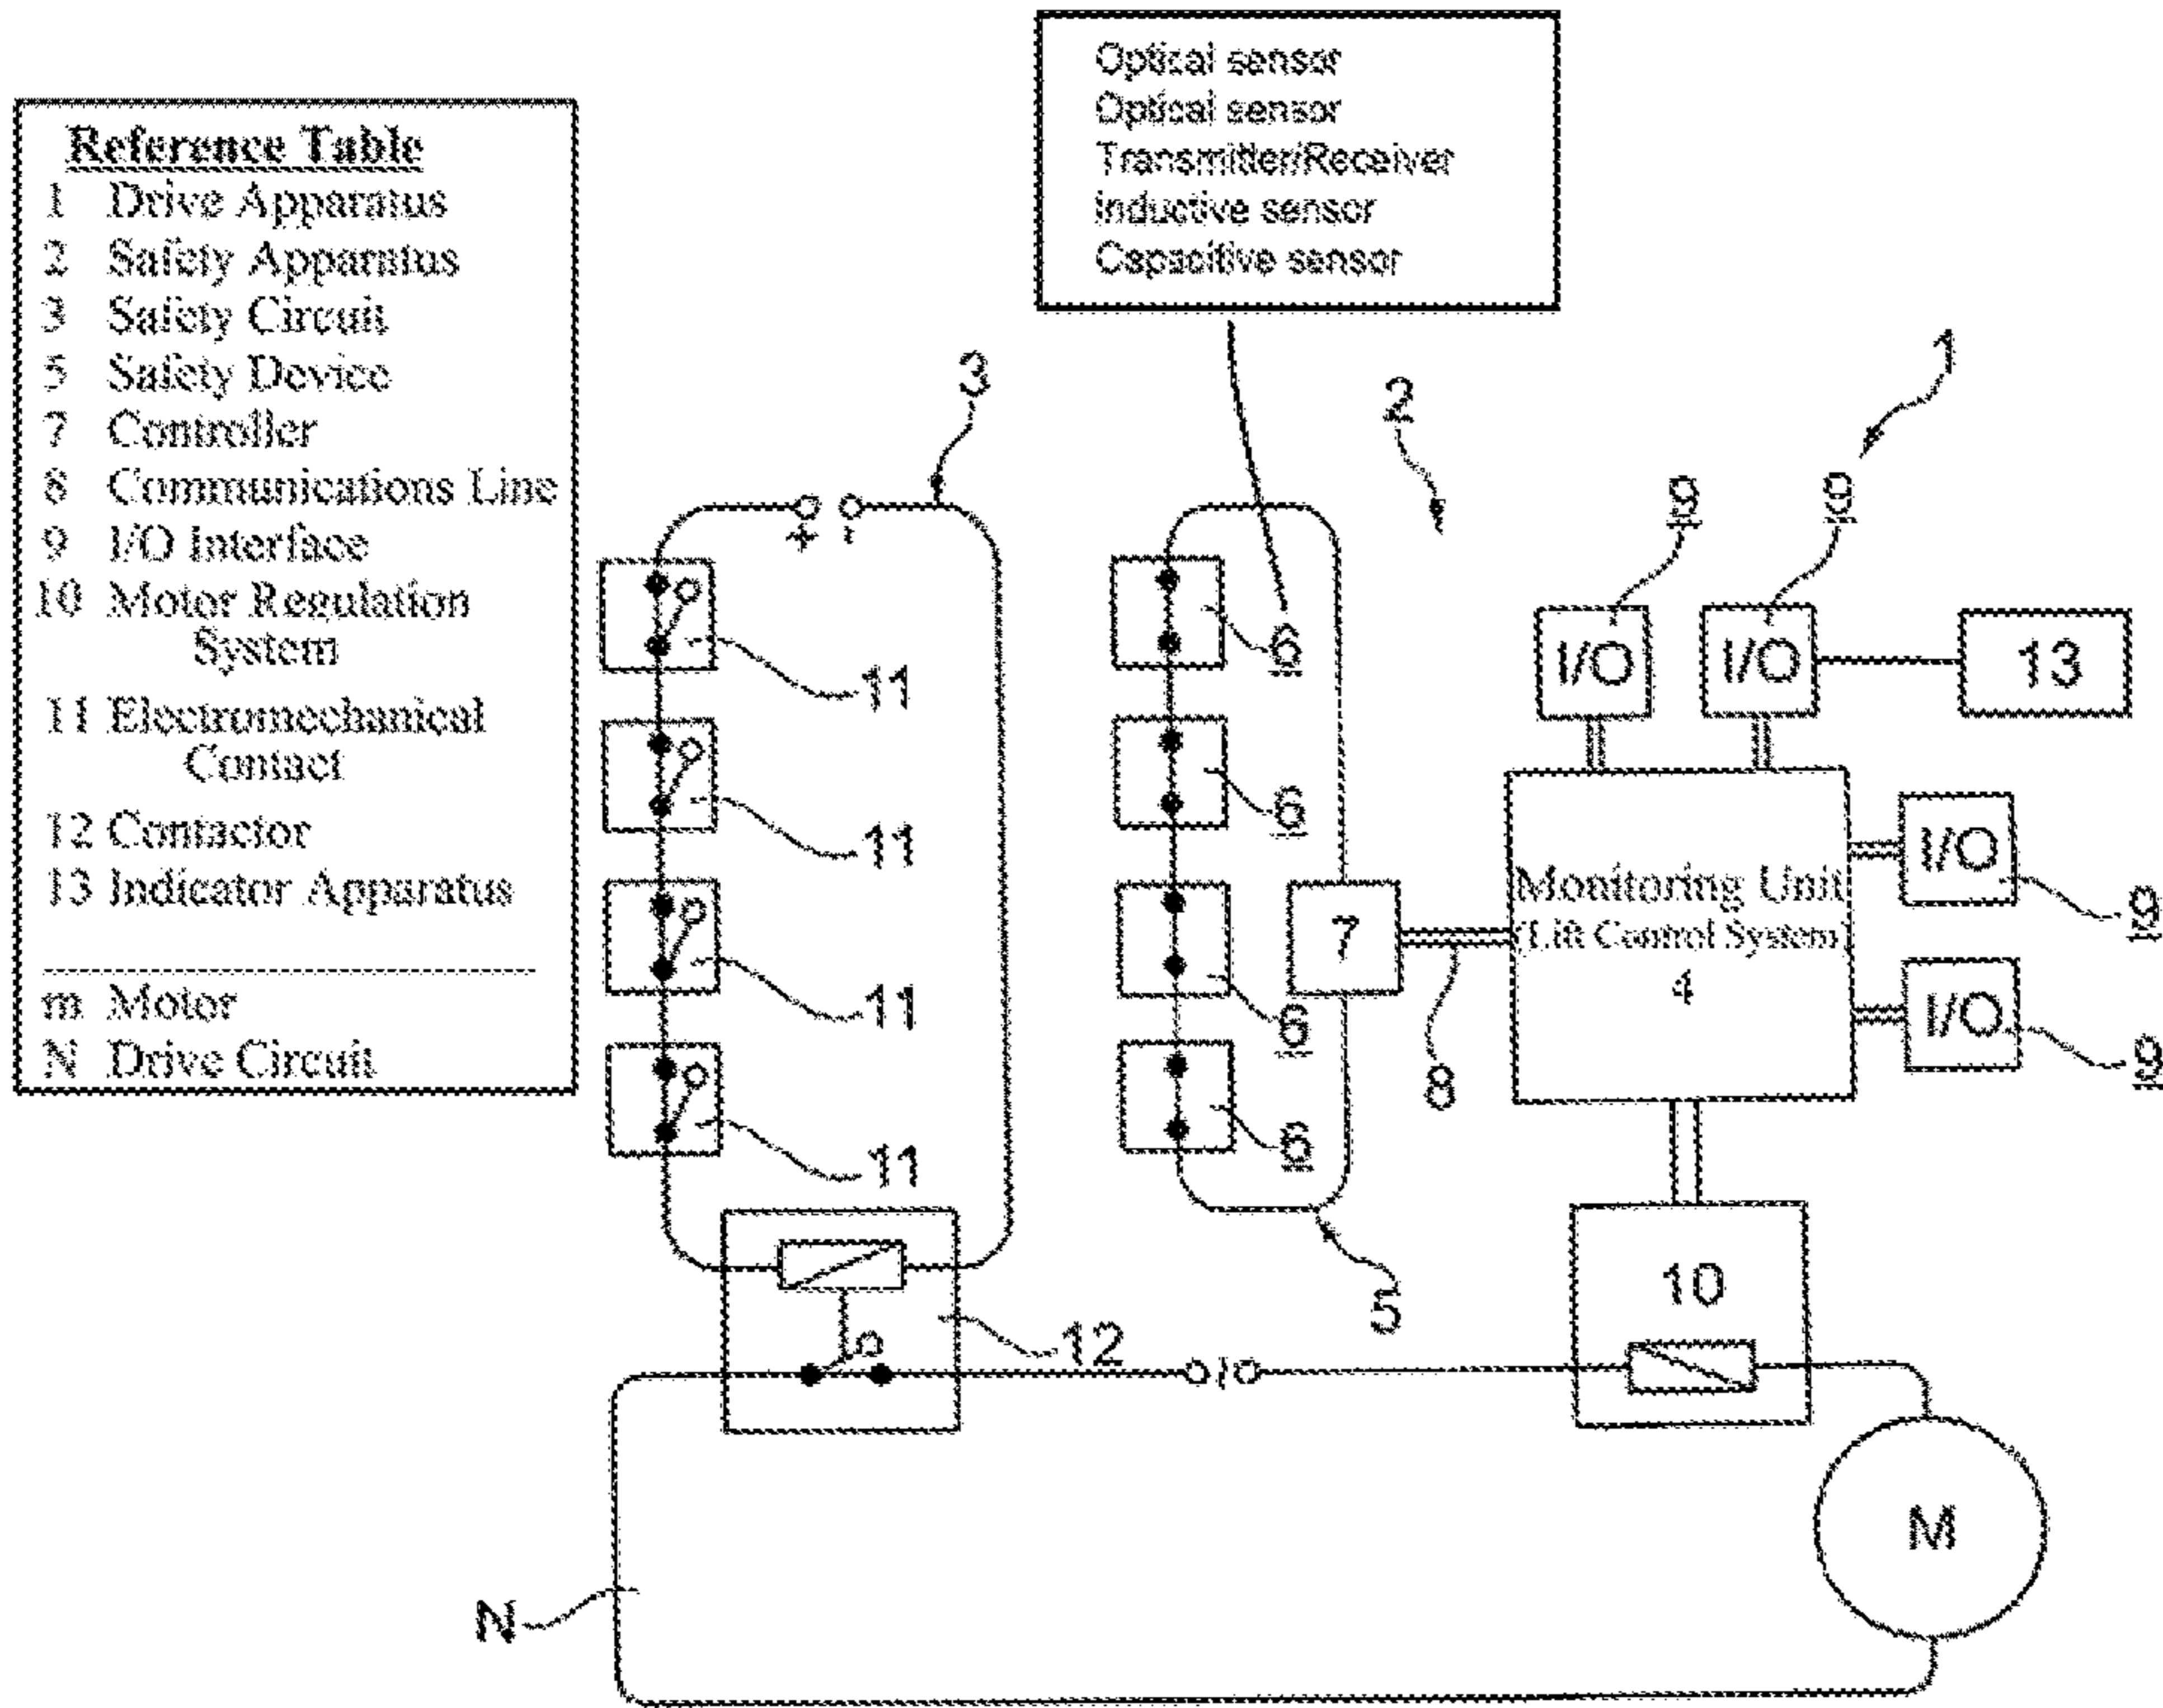 Optical sensor
Optical sensor
Transmitter/Receiver
Inductive sensor
Capacitive sensor
Reference Table
1 Drive Apparatus
2 Safety Apparatus
3 Safety Circuit
5 Safety Device
7 Controller
8 Communications Line
9 I/O Interface
10 Motor Regulation
System
11 Electromechanical
Contact
12 Contactor
13 Indicator Apparatus
m Motor
N Drive Circuit
3
2
1
9
9
+ -
I/O
I/O
13
11
11
11
11
6
6
6
6
7
8
5
Monitoring Unit
(Lift Control System)
4
I/O
9
I/O
9
12
10
M
N